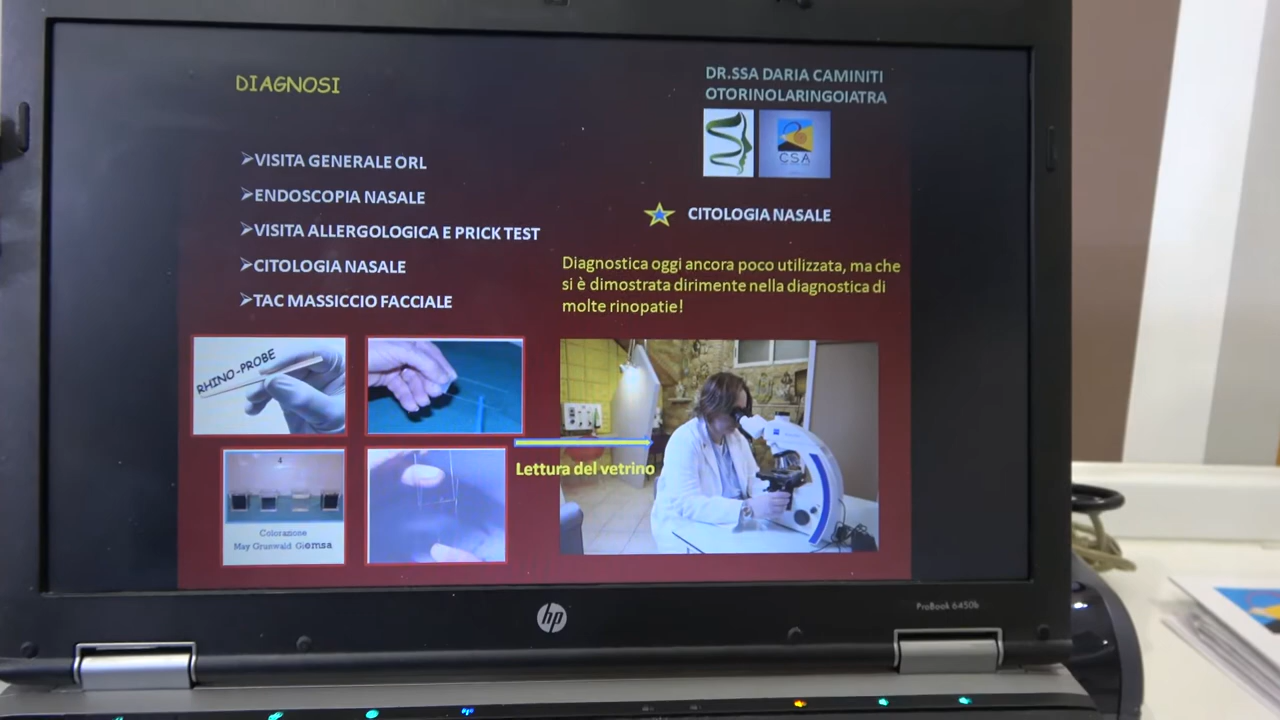 DIAGNOSI
DR.SSA DARIA CAMINITI
OTORINOLARINGOIATRA
CSA
➢VISITA GENERALE ORL
➢ENDOSCOPIA NASALE
➢VISITA ALLERGOLOGICA E PRICK TEST
➢CITOLOGIA NASALE
➢TAC MASSICCIO FACCIALE
CITOLOGIA NASALE
Diagnostica oggi ancora poco utilizzata, ma che
si è dimostrata dirimente nella diagnostica di
molte rinopatie!
RHINO-PROBE
4
Colorazione
May Grunwald Giemsa
Lettura del vetrino
hp
ProBook 6450b